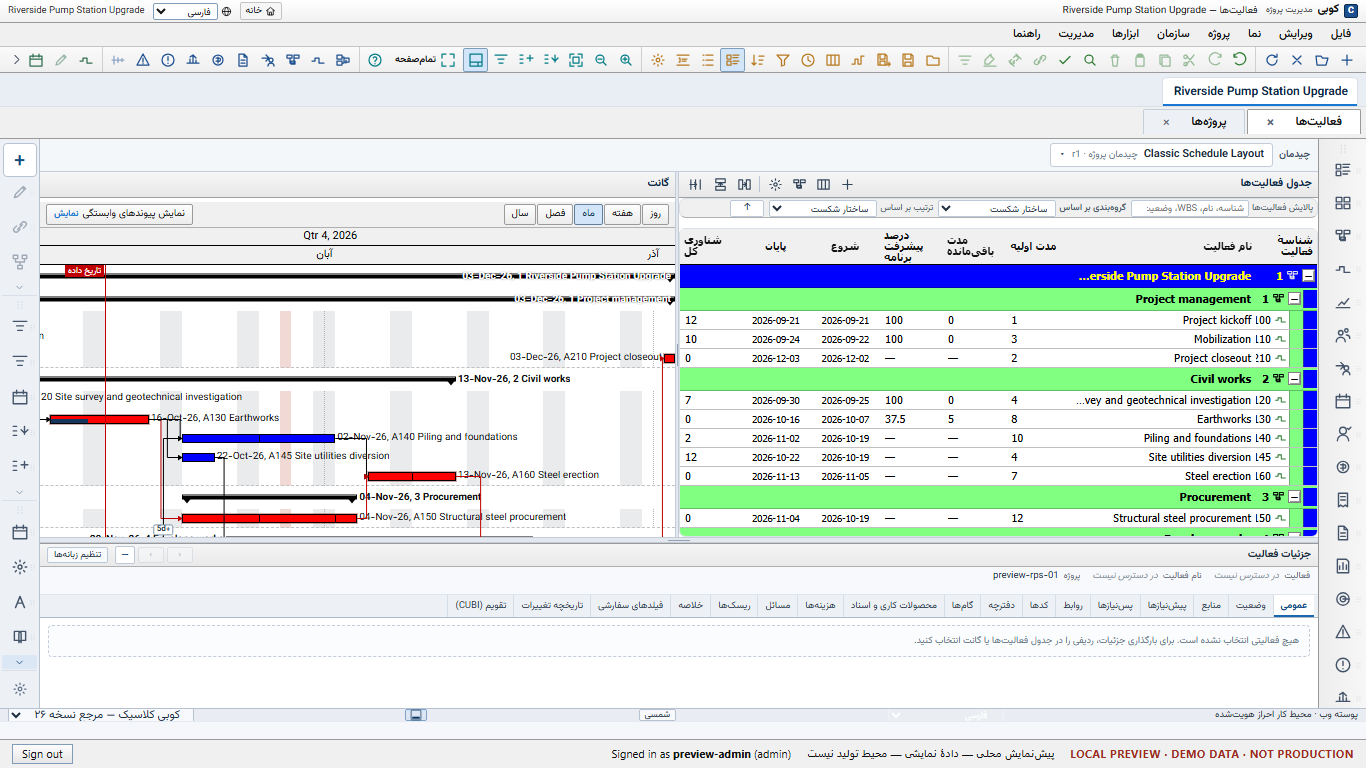 کوبی مدیریت پروژه فعالیت‌ها — Riverside Pump Station Upgrade
خانه
فارسی
Riverside Pump Station Upgrade
فایل ویرایش نما پروژه سازمان ابزارها مدیریت راهنما
تمام‌صفحه
Riverside Pump Station Upgrade
فعالیت‌ها ×
پروژه‌ها ×
چیدمان Classic Schedule Layout چیدمان پروژه · r1
جدول فعالیت‌ها
پالایش فعالیت‌ها شناسه، نام، WBS، وضعیت گروه‌بندی بر اساس ساختار شکست ترتیب بر اساس ساختار شکست
شناسه فعالیت نام فعالیت مدت اولیه مدت باقی‌مانده درصد پیشرفت برنامه شروع پایان شناوری کل
1 ...erside Pump Station Upgrade
1 Project management
100 Project kickoff 1 0 100 2026-09-21 2026-09-21 12
110 Mobilization 3 0 100 2026-09-22 2026-09-24 10
210 Project closeout 2 — — 2026-12-02 2026-12-03 0
2 Civil works
120 ...vey and geotechnical investigation 4 0 100 2026-09-25 2026-09-30 7
130 Earthworks 8 5 37.5 2026-10-07 2026-10-16 0
140 Piling and foundations 10 — — 2026-10-19 2026-11-02 2
145 Site utilities diversion 4 — — 2026-10-19 2026-10-22 12
160 Steel erection 7 — — 2026-11-05 2026-11-13 0
3 Procurement
150 Structural steel procurement 12 — — 2026-10-19 2026-11-04 0
گانت
روز هفته ماه فصل سال
نمایش پیوندهای وابستگی نمایش
Qtr 4, 2026
آذر آبان
تاریخ داده
03-Dec-26, 1 Riverside Pump Station Upgrade
03-Dec-26, 1 Project management
03-Dec-26, A210 Project closeout
13-Nov-26, 2 Civil works
20 Site survey and geotechnical investigation
16-Oct-26, A130 Earthworks
02-Nov-26, A140 Piling and foundations
22-Oct-26, A145 Site utilities diversion
13-Nov-26, A160 Steel erection
04-Nov-26, 3 Procurement
04-Nov-26, A150 Structural steel procurement
جزئیات فعالیت
تنظیم زبانه‌ها
فعالیت در دسترس نیست نام فعالیت در دسترس نیست پروژه preview-rps-01
عمومی وضعیت منابع پیش‌نیازها پس‌نیازها روابط کدها دفترچه گام‌ها محصولات کاری و اسناد هزینه‌ها مسائل ریسک‌ها خلاصه فیلدهای سفارشی تاریخچه تغییرات تقویم (CUBI)
هیچ فعالیتی انتخاب نشده است. برای بارگذاری جزئیات، ردیفی را در جدول فعالیت‌ها یا گانت انتخاب کنید.
پوسته وب · محیط کار احراز هویت‌شده
فارسی
شمسی
کوبی کلاسیک — مرجع نسخه ۲۶
LOCAL PREVIEW · DEMO DATA · NOT PRODUCTION پیش‌نمایش محلی — دادهٔ نمایشی — محیط تولید نیست Signed in as preview-admin (admin)
Sign out